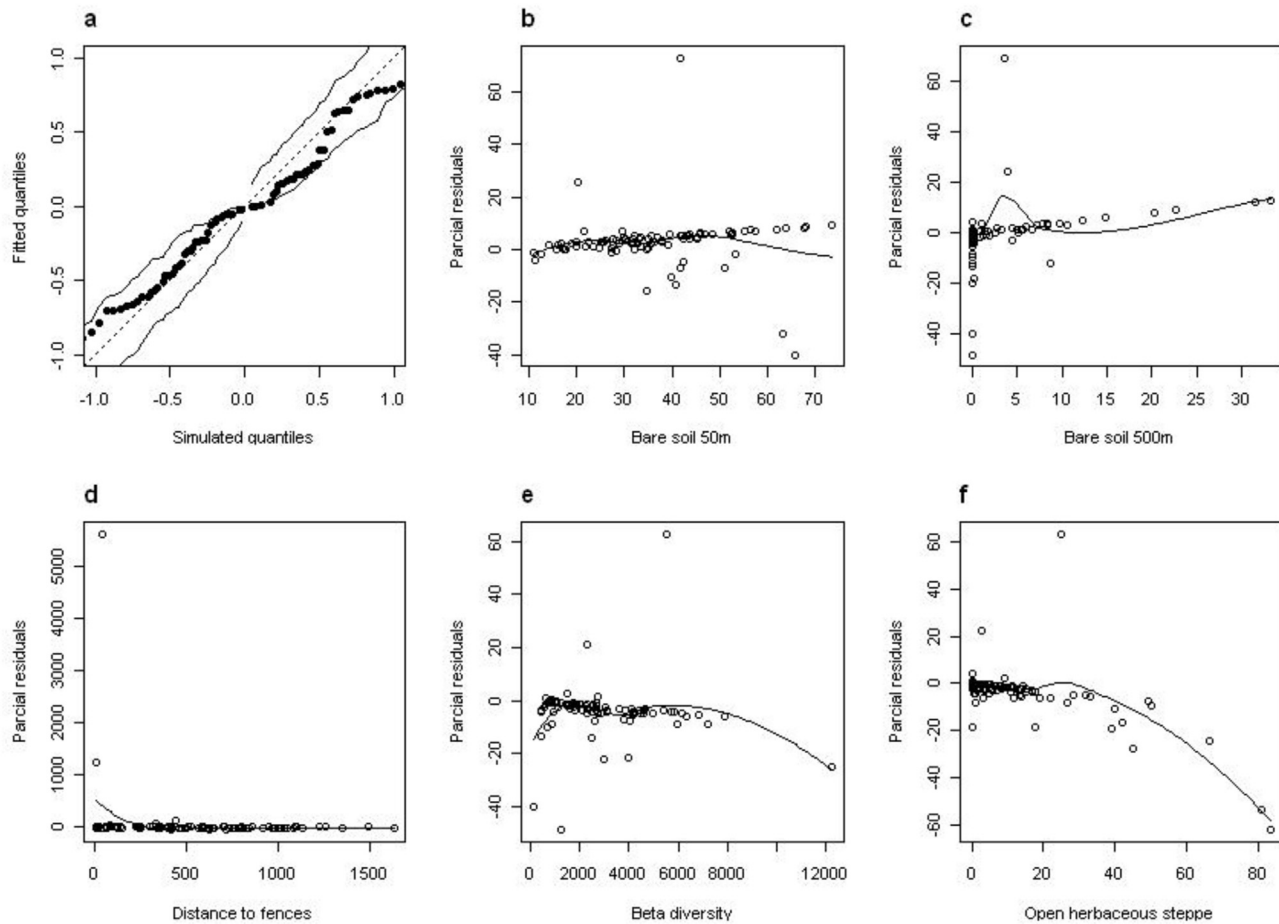 a
1.0
0.5
0.0
-0.5
-1.0
Fitted quantiles
-1.0 -0.5 0.0 0.5 1.0
Simulated quantiles
b
60
40
20
0
-20
-40
Parcial residuals
10 20 30 40 50 60 70
Bare soil 50m
c
60
40
20
0
-20
-40
Parcial residuals
0 5 10 15 20 25 30
Bare soil 500m
d
5000
4000
3000
2000
1000
0
Parcial residuals
0 500 1000 1500
Distance to fences
e
60
40
20
0
-20
-40
Parcial residuals
0 2000 4000 6000 8000 12000
Beta diversity
f
60
40
20
0
-20
-40
-60
Parcial residuals
0 20 40 60 80
Open herbaceous steppe